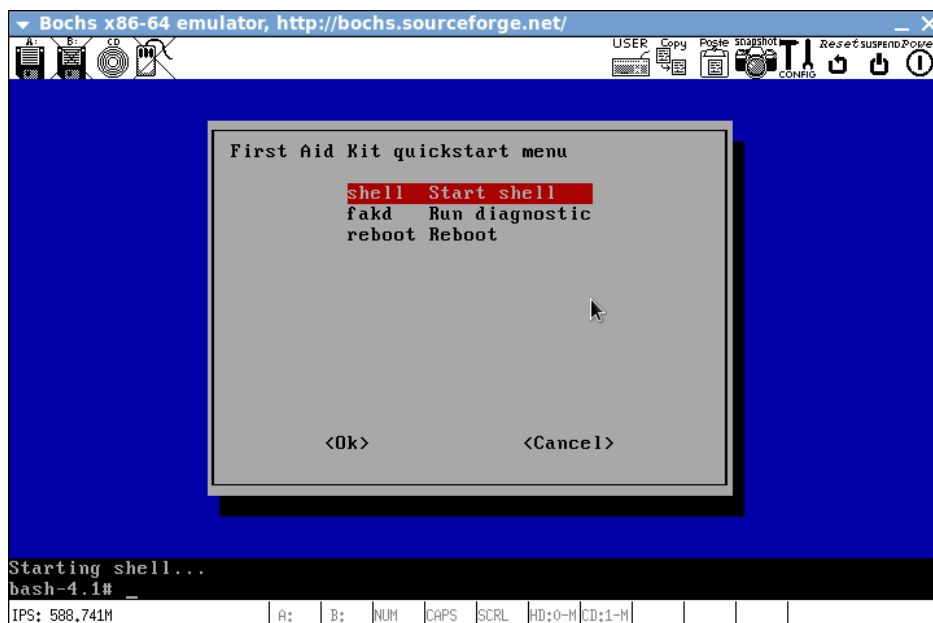 Bochs x86-64 emulator, http://bochs.sourceforge.net/
A: B: CD USER Copy Paste snapshot CONFIG Reset SUSPEND Power
First Aid Kit quickstart menu
shell Start shell
fakd Run diagnostic
reboot Reboot
<Ok> <Cancel>
Starting shell...
bash-4.1# _
IPS: 588.741M A: B: NUM CAPS SCRL HD:0-M CD:1-M